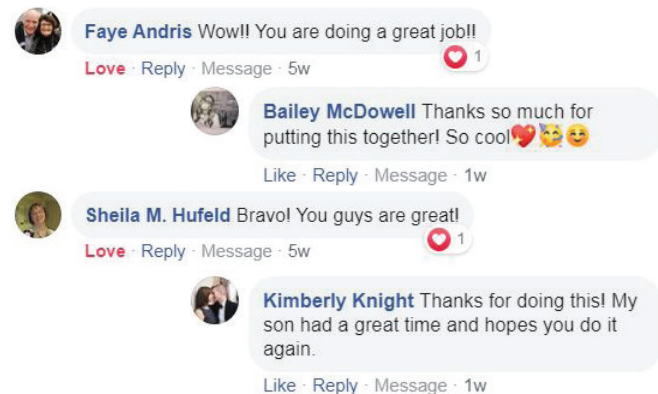 Faye Andris Wow!! You are doing a great job!!
1
Love · Reply · Message · 5w
Bailey McDowell Thanks so much for
putting this together! So cool💖🥳☺️
Like · Reply · Message · 1w
Sheila M. Hufeld Bravo! You guys are great!
1
Love · Reply · Message · 5w
Kimberly Knight Thanks for doing this! My
son had a great time and hopes you do it
again.
Like · Reply · Message · 1w